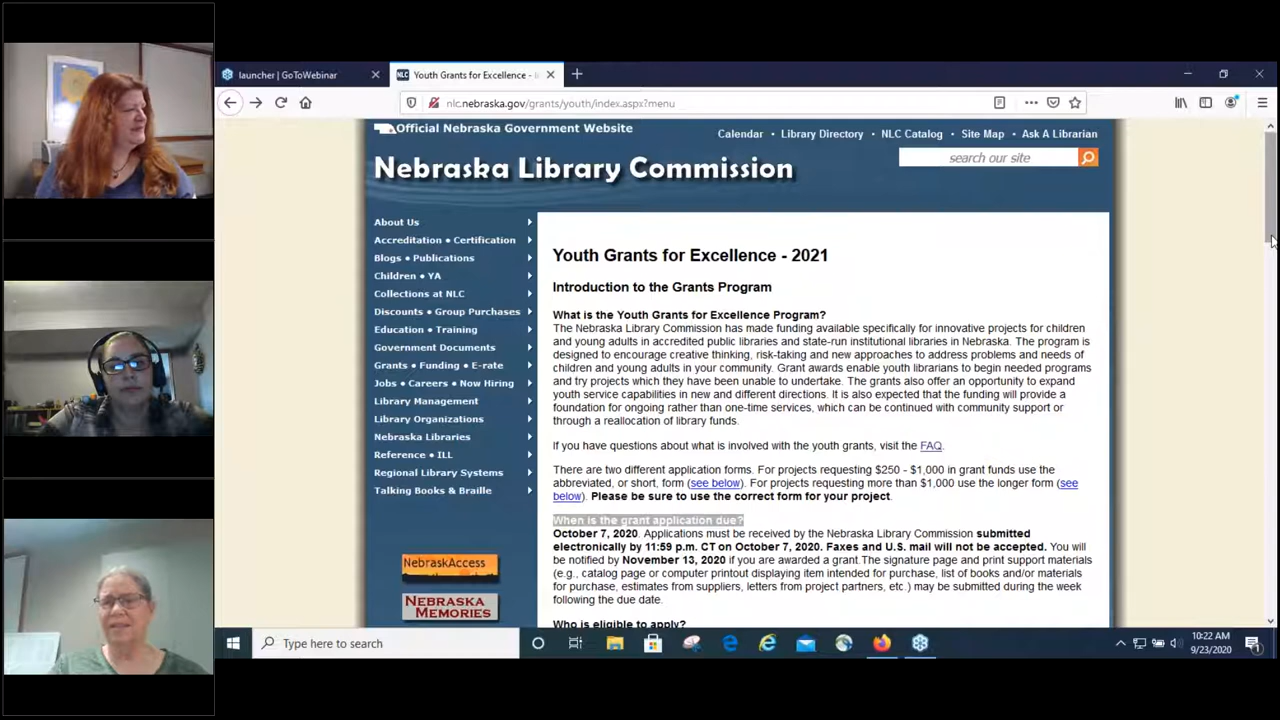 launcher | GoToWebinar
Youth Grants for Excellence -
nlc.nebraska.gov/grants/youth/index.aspx?menu
Official Nebraska Government Website
Calendar • Library Directory • NLC Catalog • Site Map • Ask A Librarian
Nebraska Library Commission
search our site
About Us
Accreditation • Certification
Blogs • Publications
Children • YA
Collections at NLC
Discounts • Group Purchases
Education • Training
Government Documents
Grants • Funding • E-rate
Jobs • Careers • Now Hiring
Library Management
Library Organizations
Nebraska Libraries
Reference • ILL
Regional Library Systems
Talking Books & Braille
NebraskAccess
NEBRASKA
MEMORIES
Youth Grants for Excellence - 2021
Introduction to the Grants Program
What is the Youth Grants for Excellence Program?
The Nebraska Library Commission has made funding available specifically for innovative projects for children
and young adults in accredited public libraries and state-run institutional libraries in Nebraska. The program is
designed to encourage creative thinking, risk-taking and new approaches to address problems and needs of
children and young adults in your community. Grant awards enable youth librarians to begin needed programs
and try projects which they have been unable to undertake. The grants also offer an opportunity to expand
youth service capabilities in new and different directions. It is also expected that the funding will provide a
foundation for ongoing rather than one-time services, which can be continued with community support or
through a reallocation of library funds.
If you have questions about what is involved with the youth grants, visit the FAQ.
There are two different application forms. For projects requesting $250 - $1,000 in grant funds use the
abbreviated, or short, form (see below). For projects requesting more than $1,000 use the longer form (see
below). Please be sure to use the correct form for your project.
When is the grant application due?
October 7, 2020. Applications must be received by the Nebraska Library Commission submitted
electronically by 11:59 p.m. CT on October 7, 2020. Faxes and U.S. mail will not be accepted. You will
be notified by November 13, 2020 if you are awarded a grant.The signature page and print support materials
(e.g., catalog page or computer printout displaying item intended for purchase, list of books and/or materials
for purchase, estimates from suppliers, letters from project partners, etc.) may be submitted during the week
following the due date.
Who is eligible to apply?
Type here to search
10:22 AM
9/23/2020